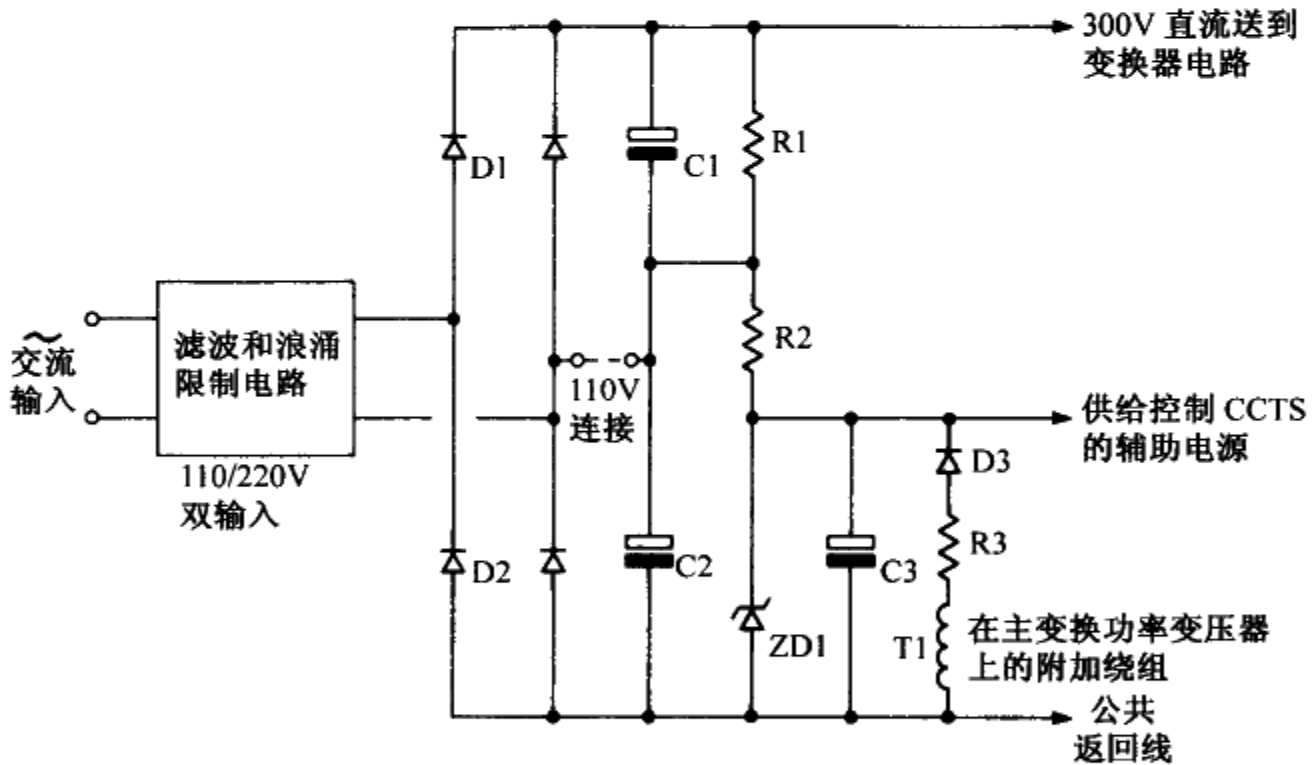 300V 直流送到
变换器电路
D1
C1
R1
交流
输入
滤波和浪涌
限制电路
110/220V
双输入
R2
110V
连接
供给控制 CCTS
的辅助电源
D3
D2
C2
C3
R3
ZD1
T1
在主变换功率变压器
上的附加绕组
公共
返回线